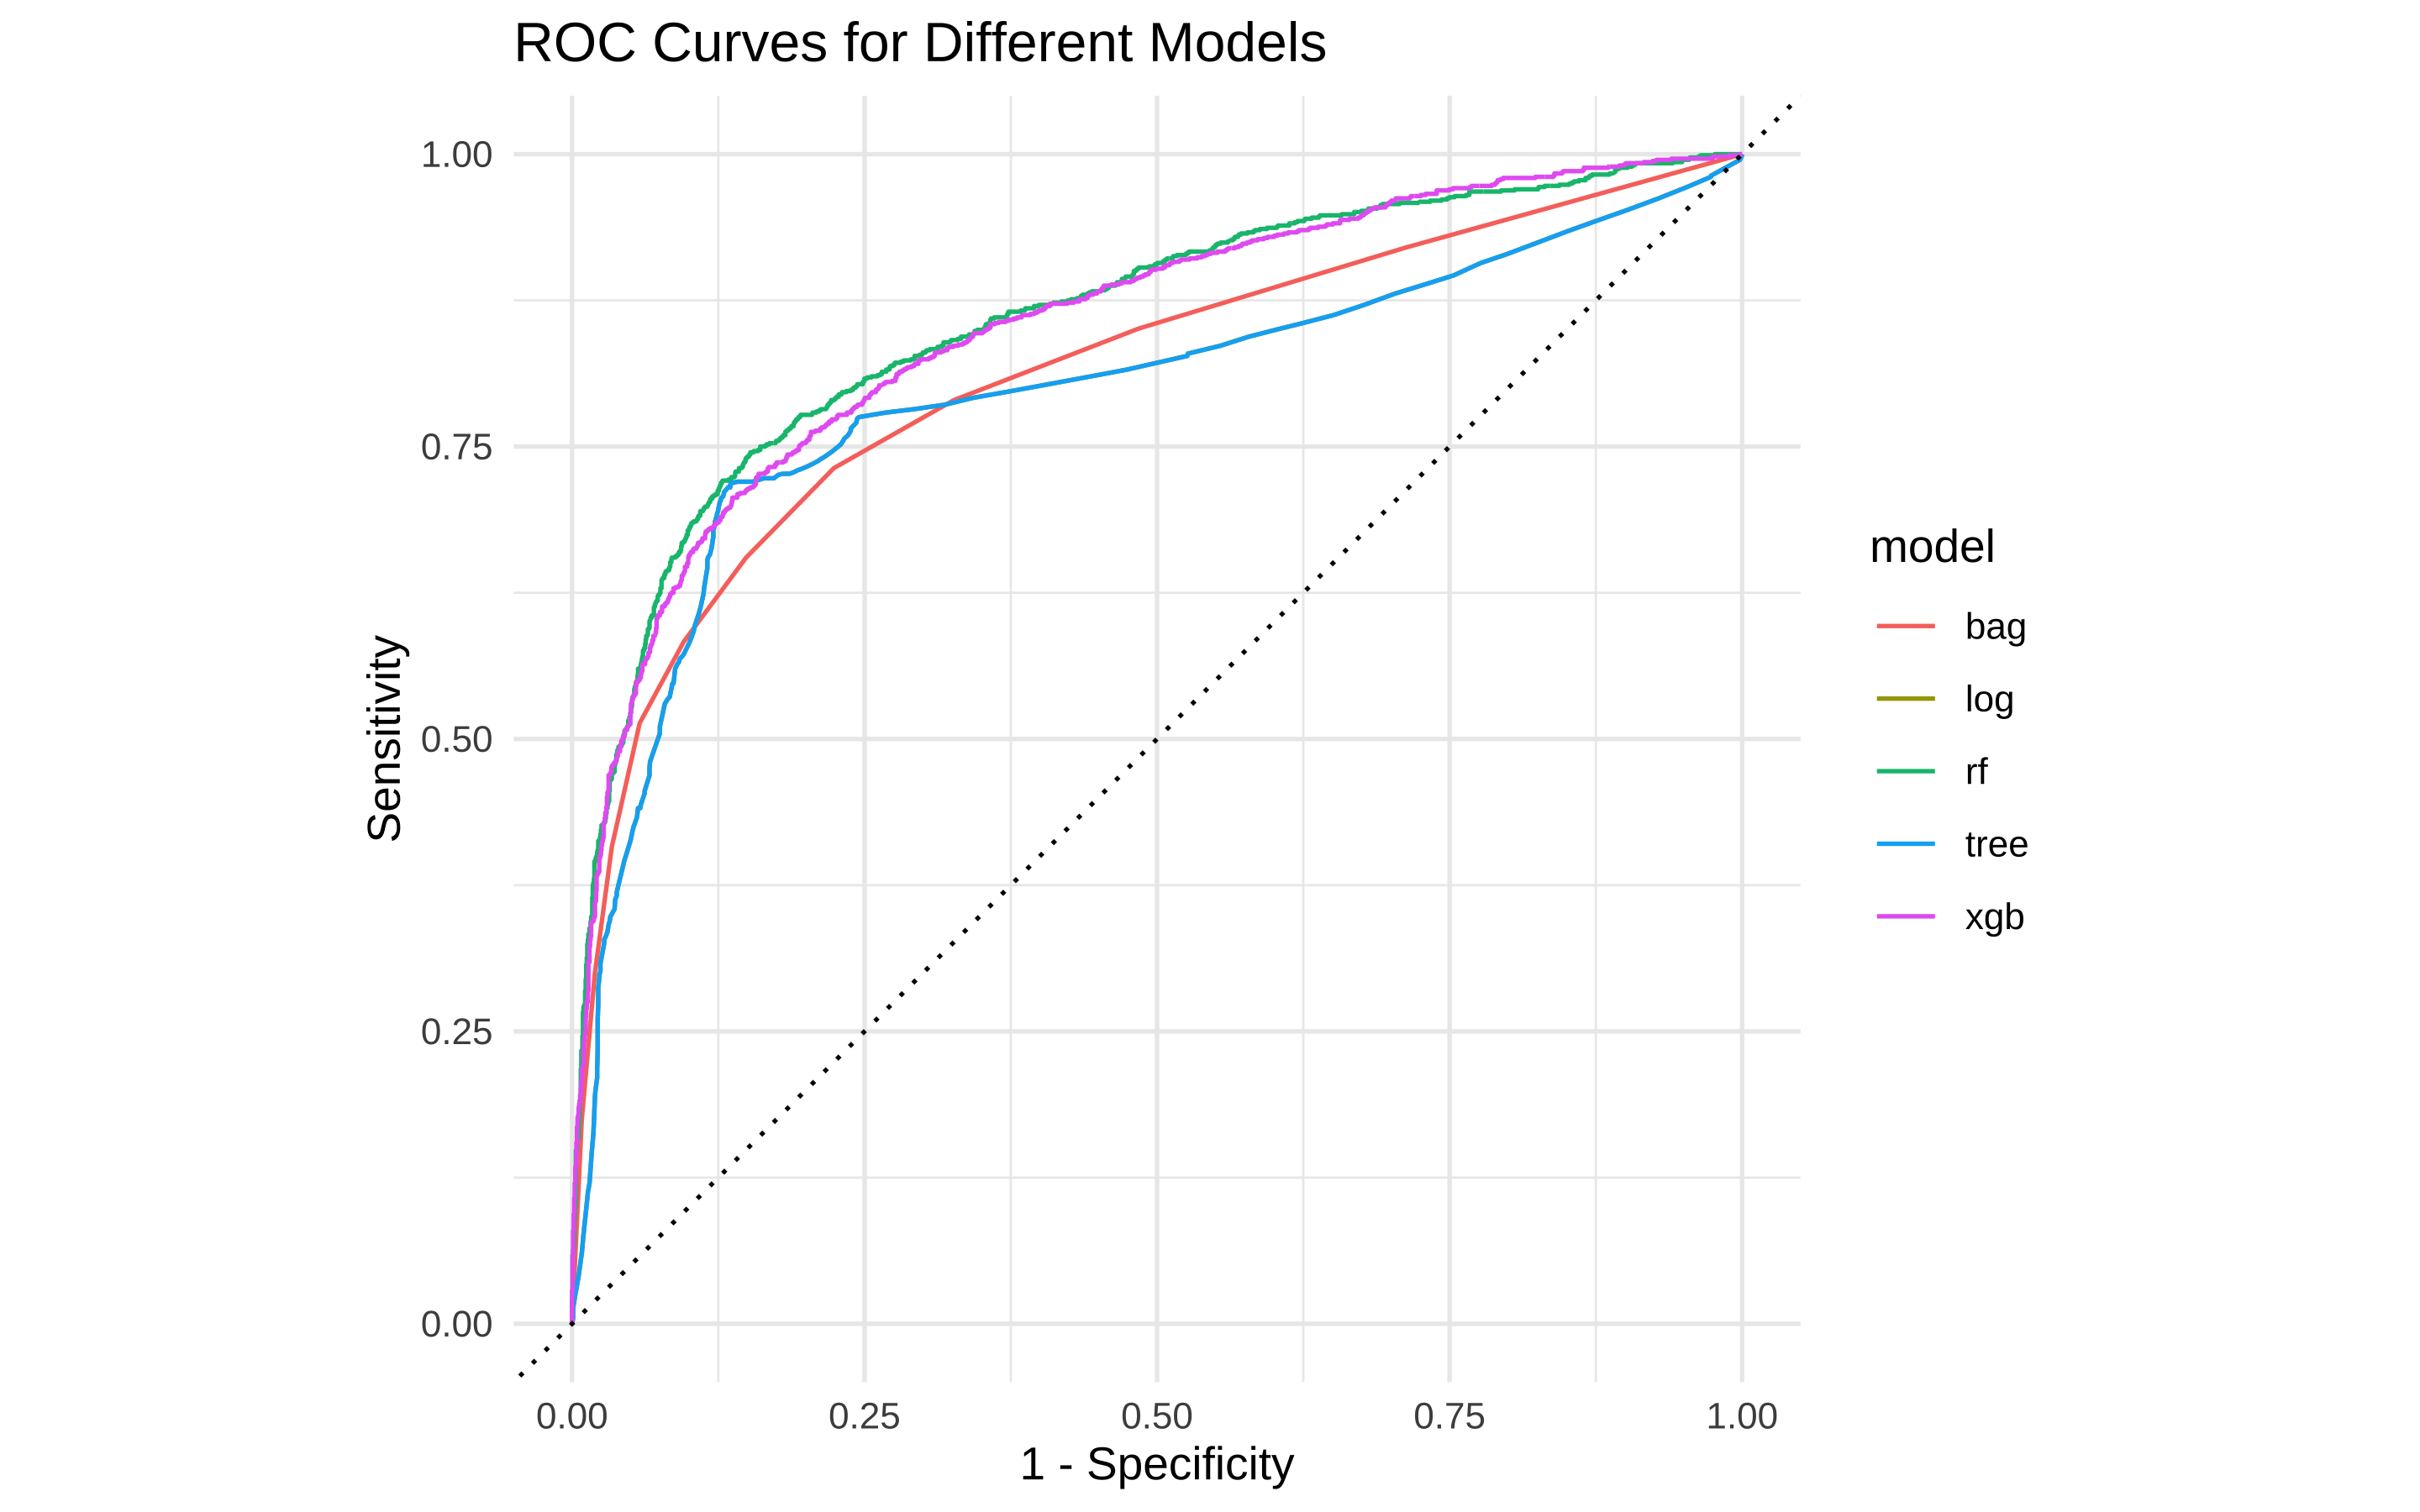 ROC Curves for Different Models
1.00
0.75
0.50
0.25
0.00
Sensitivity
0.00 0.25 0.50 0.75 1.00
1 - Specificity
model
bag
log
rf
tree
xgb